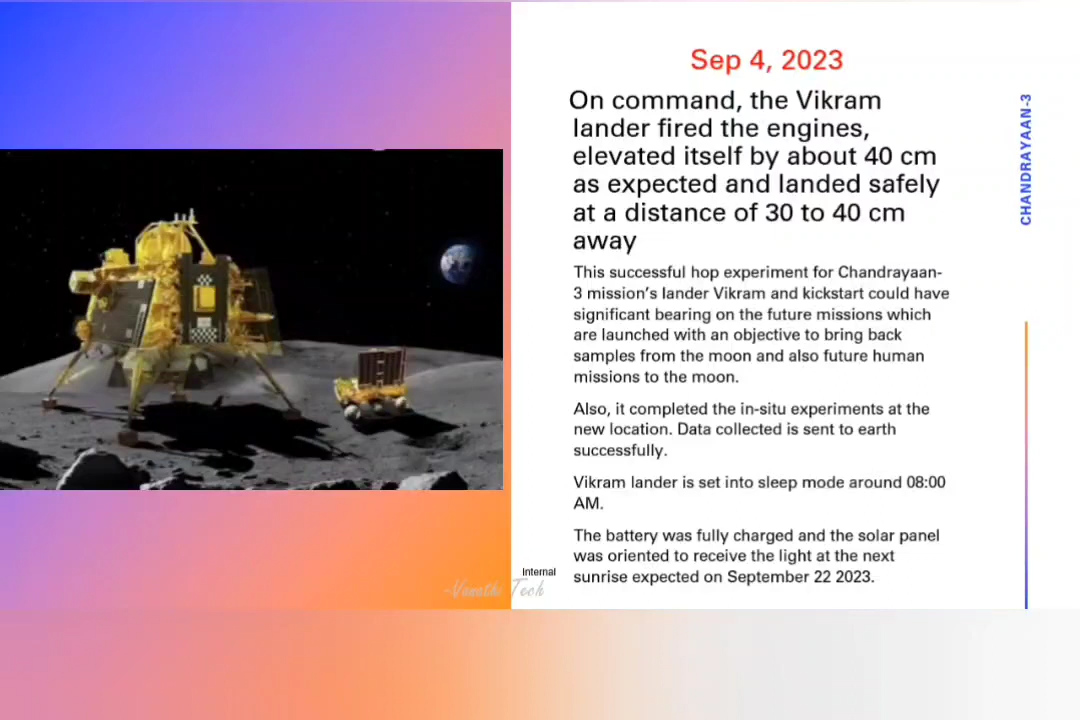 Sep 4, 2023
On command, the Vikram
lander fired the engines,
elevated itself by about 40 cm
as expected and landed safely
at a distance of 30 to 40 cm
away
This successful hop experiment for Chandrayaan-
3 mission's lander Vikram and kickstart could have
significant bearing on the future missions which
are launched with an objective to bring back
samples from the moon and also future human
missions to the moon.
Also, it completed the in-situ experiments at the
new location. Data collected is sent to earth
successfully.
Vikram lander is set into sleep mode around 08:00
AM.
The battery was fully charged and the solar panel
was oriented to receive the light at the next
sunrise expected on September 22 2023.
CHANDRAYAAN-3
Internal
Tech